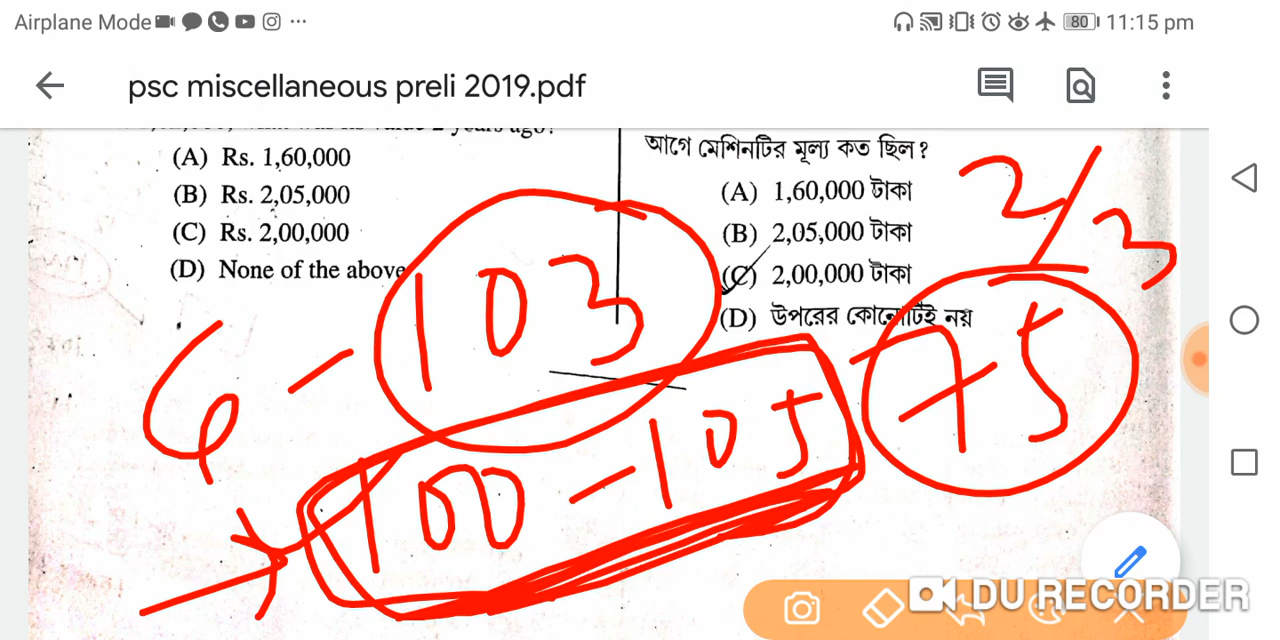 Airplane Mode
80 11:15 pm
psc miscellaneous preli 2019.pdf
years ago?
(A) Rs. 1,60,000
(B) Rs. 2,05,000
(C) Rs. 2,00,000
(D) None of the above
আগে মেশিনটির মূল্য কত ছিল?
(A) 1,60,000 টাকা
(B) 2,05,000 টাকা
(C) 2,00,000 টাকা
(D) উপরের কোনোটিই নয়
2/3
103
75
100-105
DU RECORDER